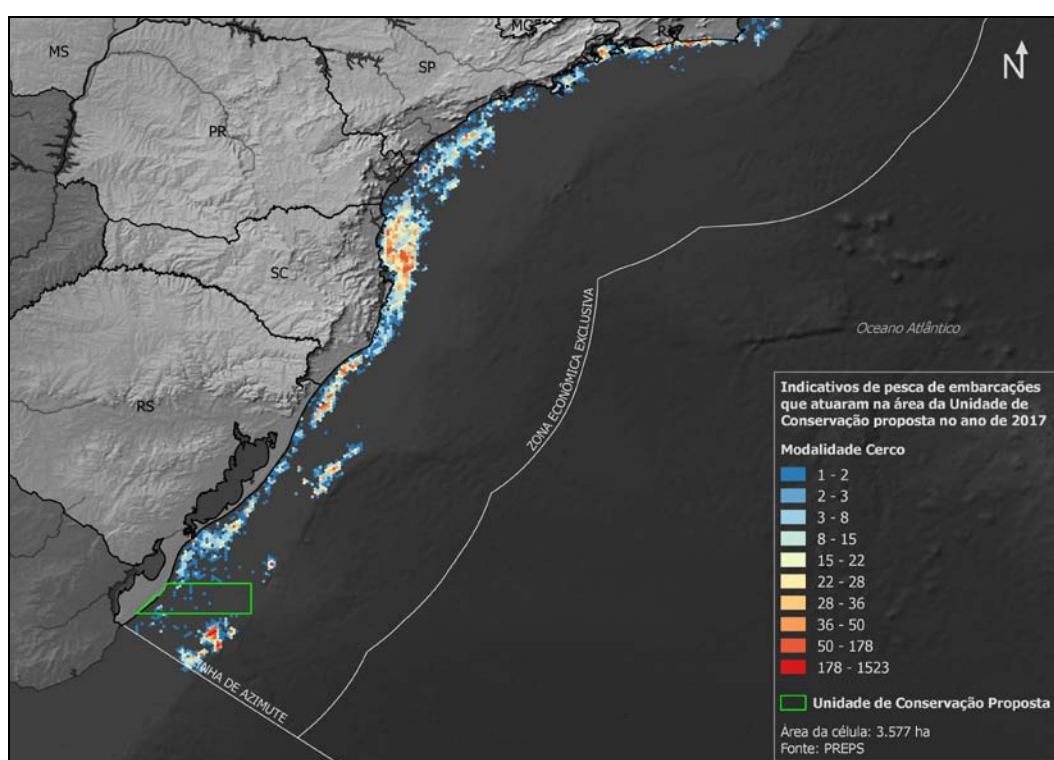 MS
MG
RJ
SP
N
PR
SC
RS
ZONA ECONÔMICA EXCLUSIVA
Oceano Atlântico
LINHA DE AZIMUTE
Indicativos de pesca de embarcações
que atuaram na área da Unidade de
Conservação proposta no ano de 2017
Modalidade Cerco
1 - 2
2 - 3
3 - 8
8 - 15
15 - 22
22 - 28
28 - 36
36 - 50
50 - 178
178 - 1523
Unidade de Conservação Proposta
Área da célula: 3.577 ha
Fonte: PREPS